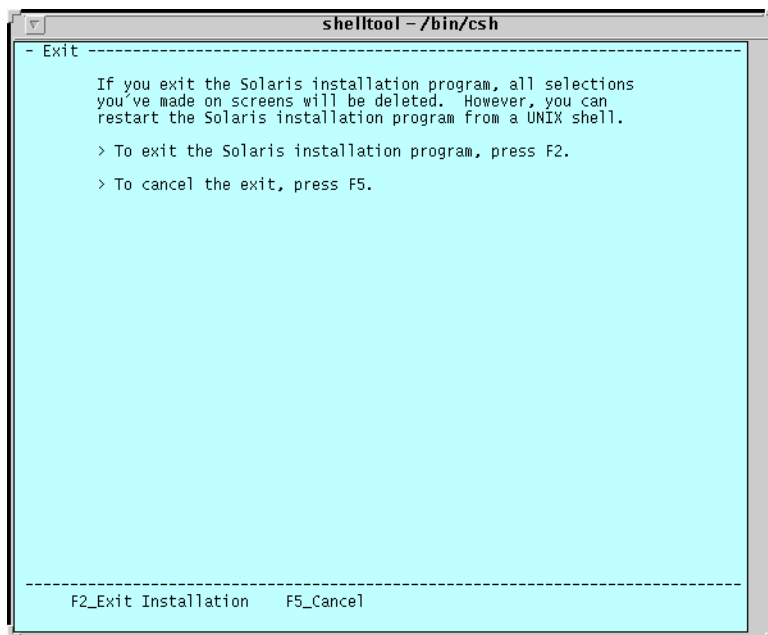 shelltool – /bin/csh
- Exit -------------------------------------------------------------------------
If you exit the Solaris installation program, all selections
you've made on screens will be deleted.  However, you can
restart the Solaris installation program from a UNIX shell.
> To exit the Solaris installation program, press F2.
> To cancel the exit, press F5.
--------------------------------------------------------------------------------
F2_Exit Installation    F5_Cancel